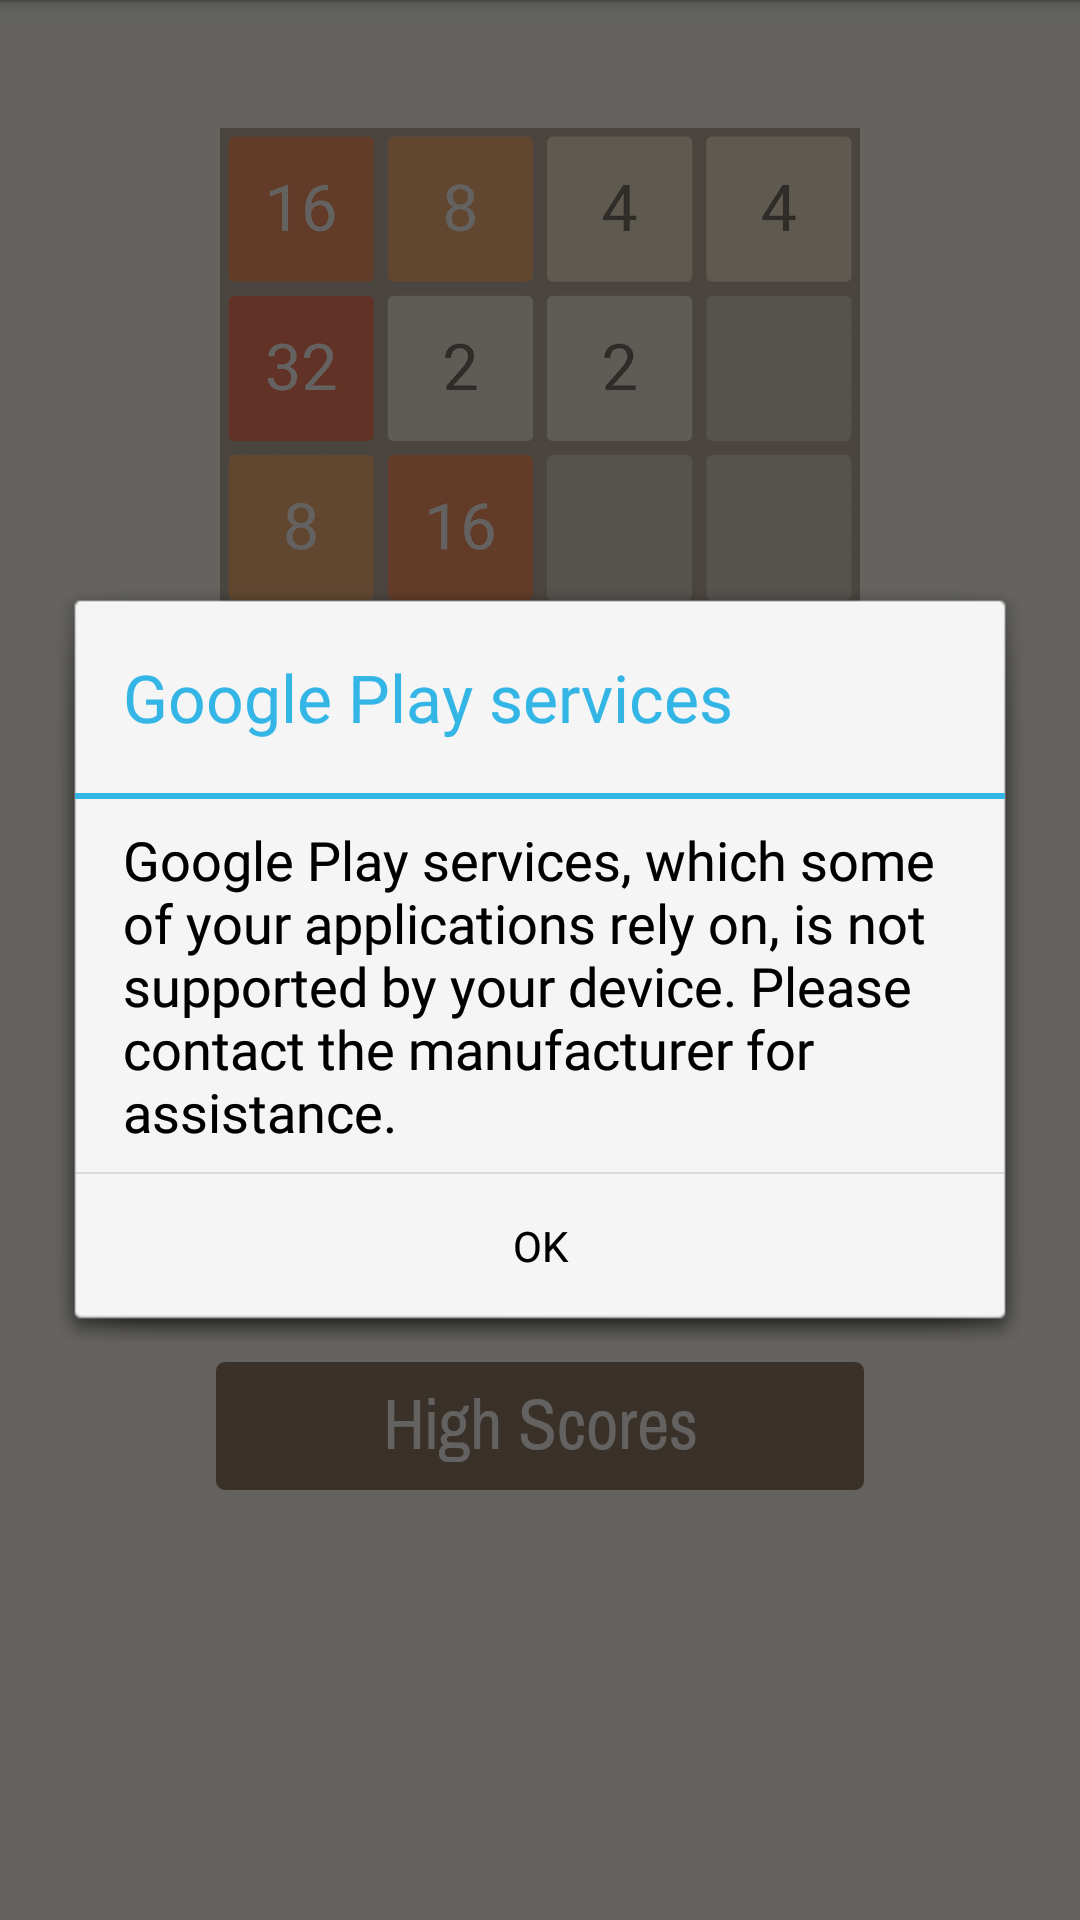 16 8 4 4
32 2 2
8 16
Google Play services
Google Play services, which some
of your applications rely on, is not
supported by your device. Please
contact the manufacturer for
assistance.
OK
High Scores